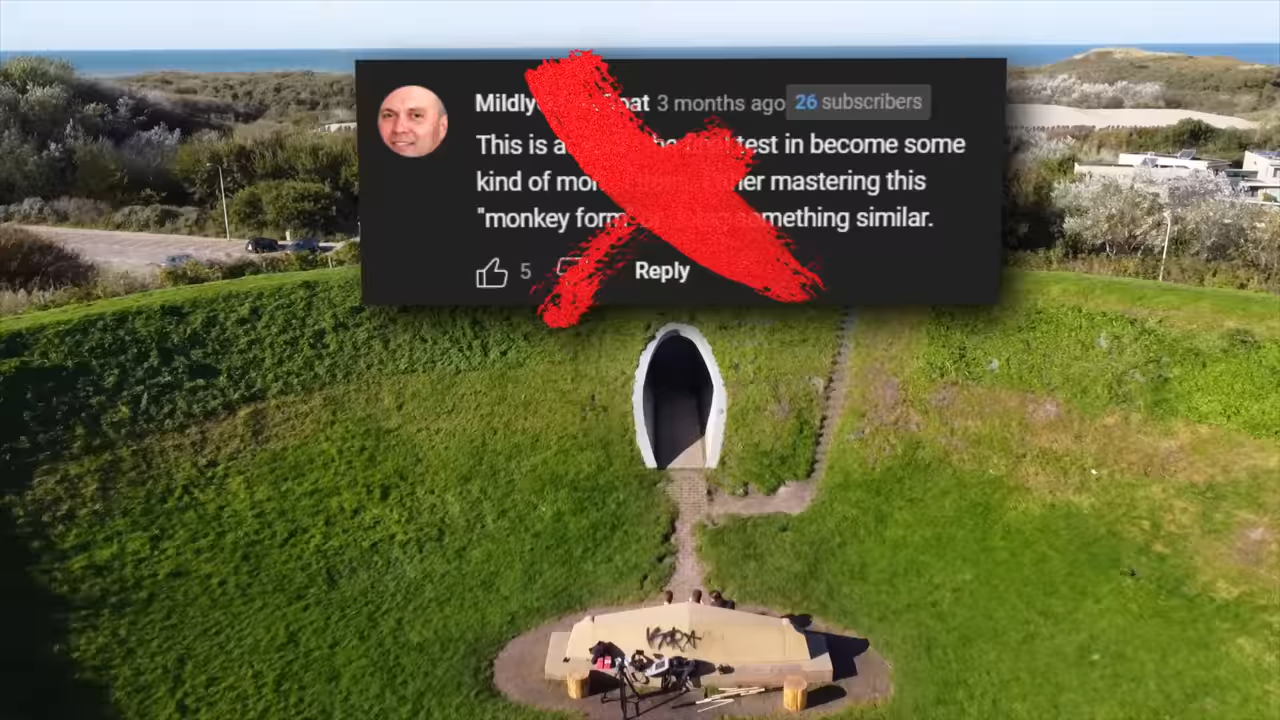 Mildly oat 3 months ago 26 subscribers
This is a test in become some
kind of mastering this
"monkey form something similar.
5 Reply